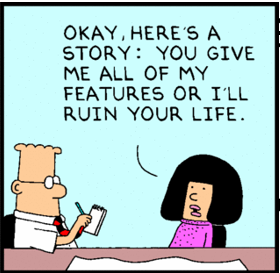 OKAY, HERE'S A
STORY: YOU GIVE
ME ALL OF MY
FEATURES OR I'LL
RUIN YOUR LIFE.